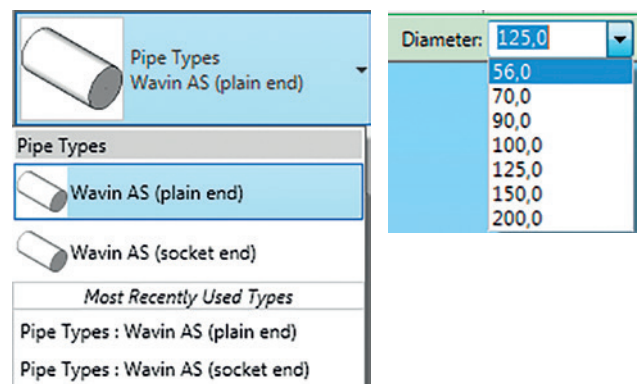 Pipe Types
Wavin AS (plain end)
Pipe Types
Wavin AS (plain end)
Wavin AS (socket end)
Most Recently Used Types
Pipe Types : Wavin AS (plain end)
Pipe Types : Wavin AS (socket end)
Diameter: 125,0
56,0
70,0
90,0
100,0
125,0
150,0
200,0